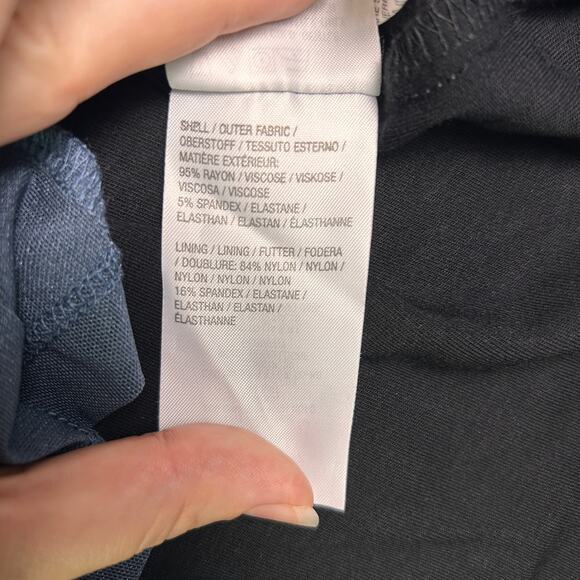 SHELL / OUTER FABRIC /
OBERSTOFF / TESSUTO ESTERNO /
MATIÈRE EXTÉRIEUR:
95% RAYON / VISCOSE / VISKOSE /
VISCOSA / VISCOSE
5% SPANDEX / ELASTANE /
ELASTHAN / ELASTAN / ÉLASTHANNE
LINING / LINING / FUTTER / FODERA
/ DOUBLURE: 84% NYLON / NYLON /
NYLON / NYLON / NYLON
16% SPANDEX / ELASTANE /
ELASTHAN / ELASTAN /
ÉLASTHANNE